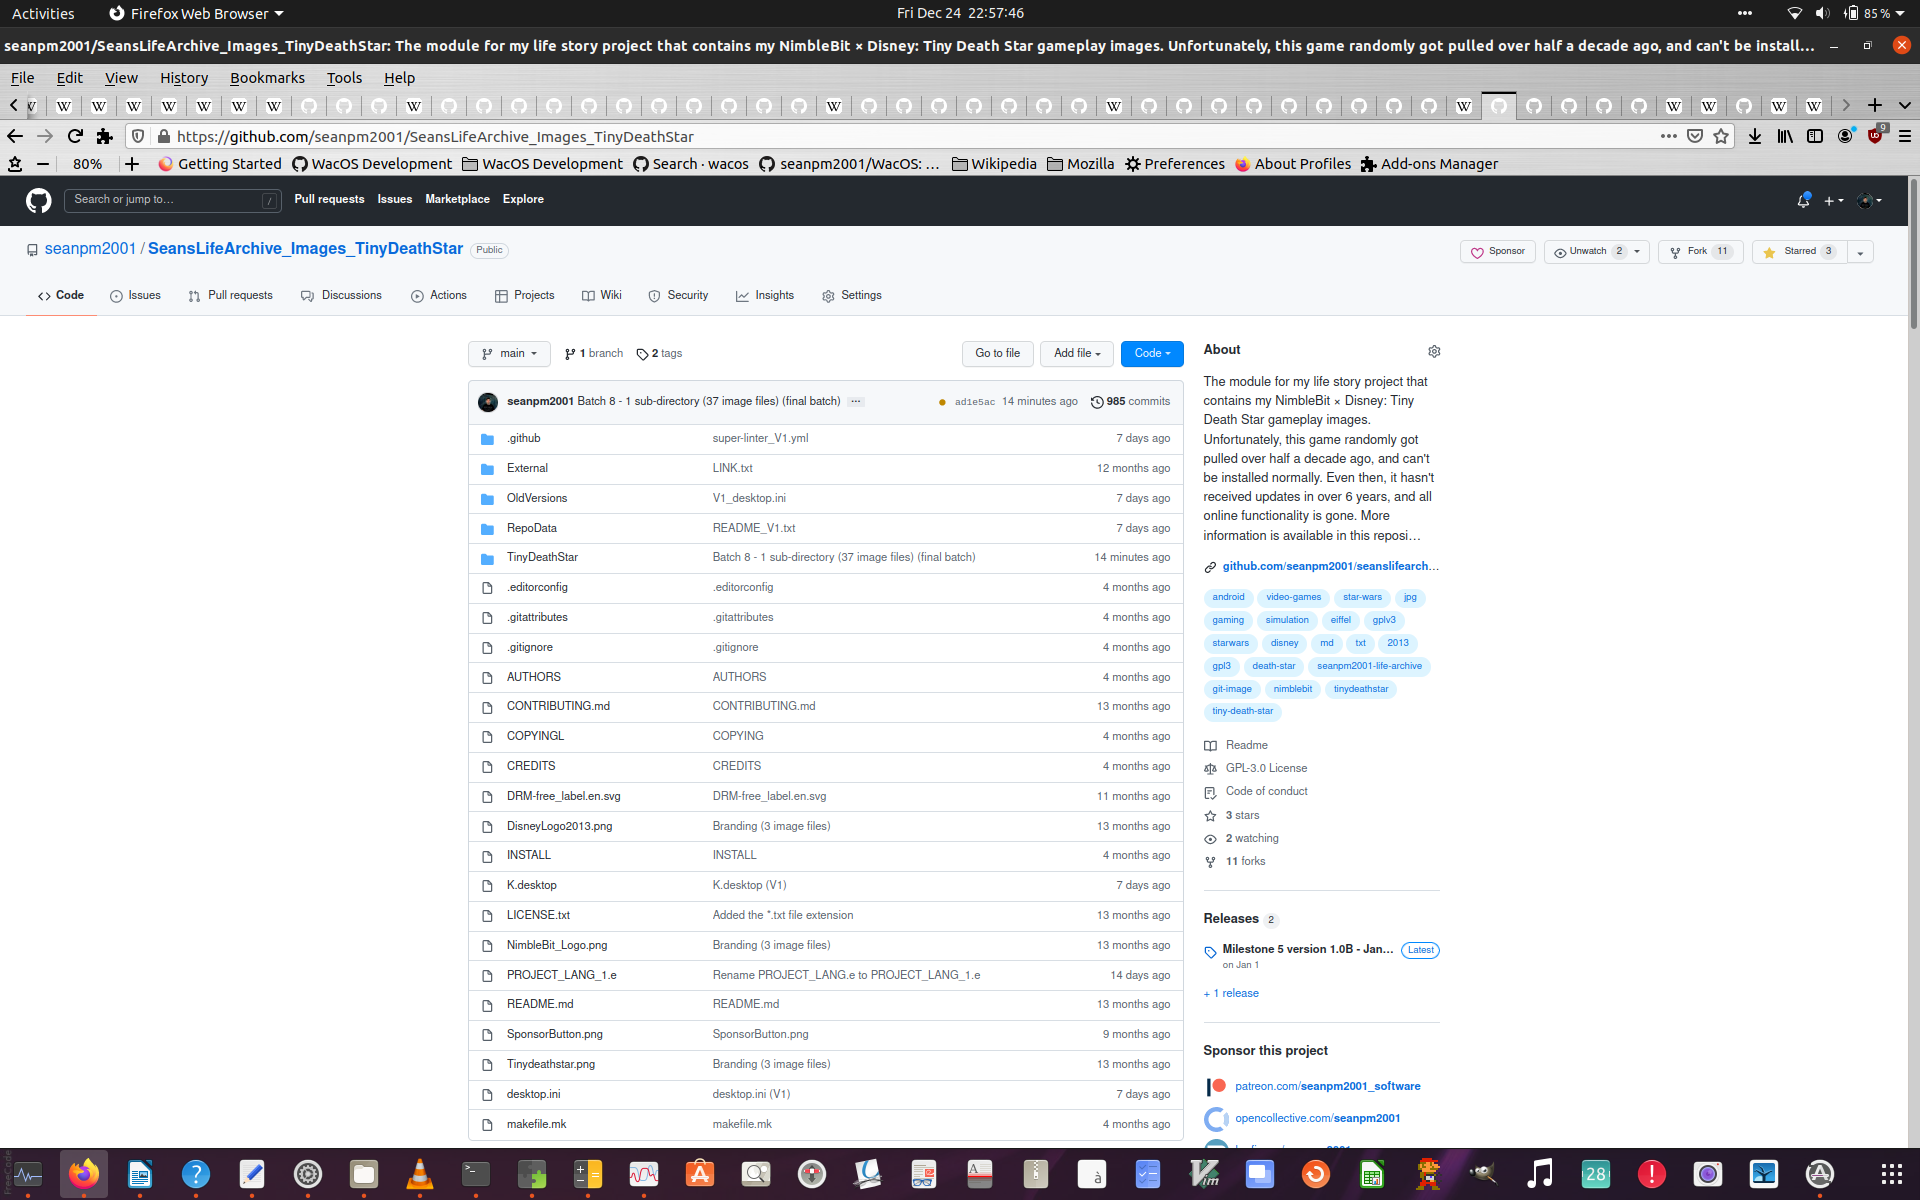 Activities
Firefox Web Browser
Fri Dec 24 22:57:46
85 %
seanpm2001/SeansLifeArchive_Images_TinyDeathStar: The module for my life story project that contains my NimbleBit × Disney: Tiny Death Star gameplay images. Unfortunately, this game randomly got pulled over half a decade ago, and can't be install...
File Edit View History Bookmarks Tools Help
https://github.com/seanpm2001/SeansLifeArchive_Images_TinyDeathStar
9
80%
Getting Started
WacOS Development
WacOS Development
Search · wacos
seanpm2001/WacOS: ...
Wikipedia
Mozilla
Preferences
About Profiles
Add-ons Manager
Search or jump to...
/
Pull requests Issues Marketplace Explore
seanpm2001 / SeansLifeArchive_Images_TinyDeathStar Public
Sponsor
Unwatch 2
Fork 11
Starred 3
Code
Issues
Pull requests
Discussions
Actions
Projects
Wiki
Security
Insights
Settings
main
1 branch
2 tags
Go to file
Add file
Code
seanpm2001 Batch 8 - 1 sub-directory (37 image files) (final batch) ...
ad1e5ac 14 minutes ago
985 commits
.github super-linter_V1.yml 7 days ago
External LINK.txt 12 months ago
OldVersions V1_desktop.ini 7 days ago
RepoData README_V1.txt 7 days ago
TinyDeathStar Batch 8 - 1 sub-directory (37 image files) (final batch) 14 minutes ago
.editorconfig .editorconfig 4 months ago
.gitattributes .gitattributes 4 months ago
.gitignore .gitignore 4 months ago
AUTHORS AUTHORS 4 months ago
CONTRIBUTING.md CONTRIBUTING.md 13 months ago
COPYINGL COPYING 4 months ago
CREDITS CREDITS 4 months ago
DRM-free_label.en.svg DRM-free_label.en.svg 11 months ago
DisneyLogo2013.png Branding (3 image files) 13 months ago
INSTALL INSTALL 4 months ago
K.desktop K.desktop (V1) 7 days ago
LICENSE.txt Added the *.txt file extension 13 months ago
NimbleBit_Logo.png Branding (3 image files) 13 months ago
PROJECT_LANG_1.e Rename PROJECT_LANG.e to PROJECT_LANG_1.e 14 days ago
README.md README.md 13 months ago
SponsorButton.png SponsorButton.png 9 months ago
Tinydeathstar.png Branding (3 image files) 13 months ago
desktop.ini desktop.ini (V1) 7 days ago
makefile.mk makefile.mk 4 months ago
About
The module for my life story project that
contains my NimbleBit × Disney: Tiny
Death Star gameplay images.
Unfortunately, this game randomly got
pulled over half a decade ago, and can't
be installed normally. Even then, it hasn't
received updates in over 6 years, and all
online functionality is gone. More
information is available in this reposi...
github.com/seanpm2001/seanslifearch...
android video-games star-wars jpg
gaming simulation eiffel gplv3
starwars disney md txt 2013
gpl3 death-star seanpm2001-life-archive
git-image nimblebit tinydeathstar
tiny-death-star
Readme
GPL-3.0 License
Code of conduct
3 stars
2 watching
11 forks
Releases 2
Milestone 5 version 1.0B - Jan... Latest
on Jan 1
+ 1 release
Sponsor this project
patreon.com/seanpm2001_software
opencollective.com/seanpm2001
28